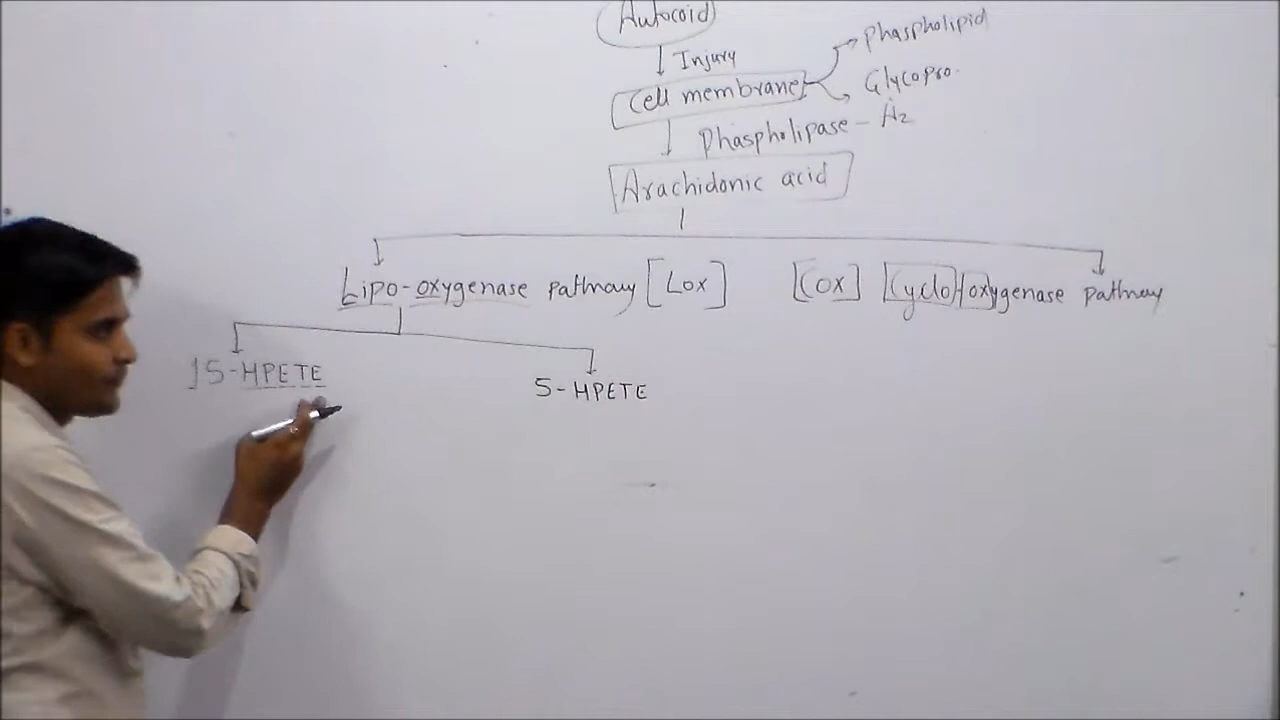 Autocoid
Injury
Phospholipid
Cell membrane
Glycopro.
Phospholipase - A2
Arachidonic acid
Lipo-oxygenase pathway [Lox]
[Cox] Cyclo/oxygenase pathway
15-HPETE
5-HPETE